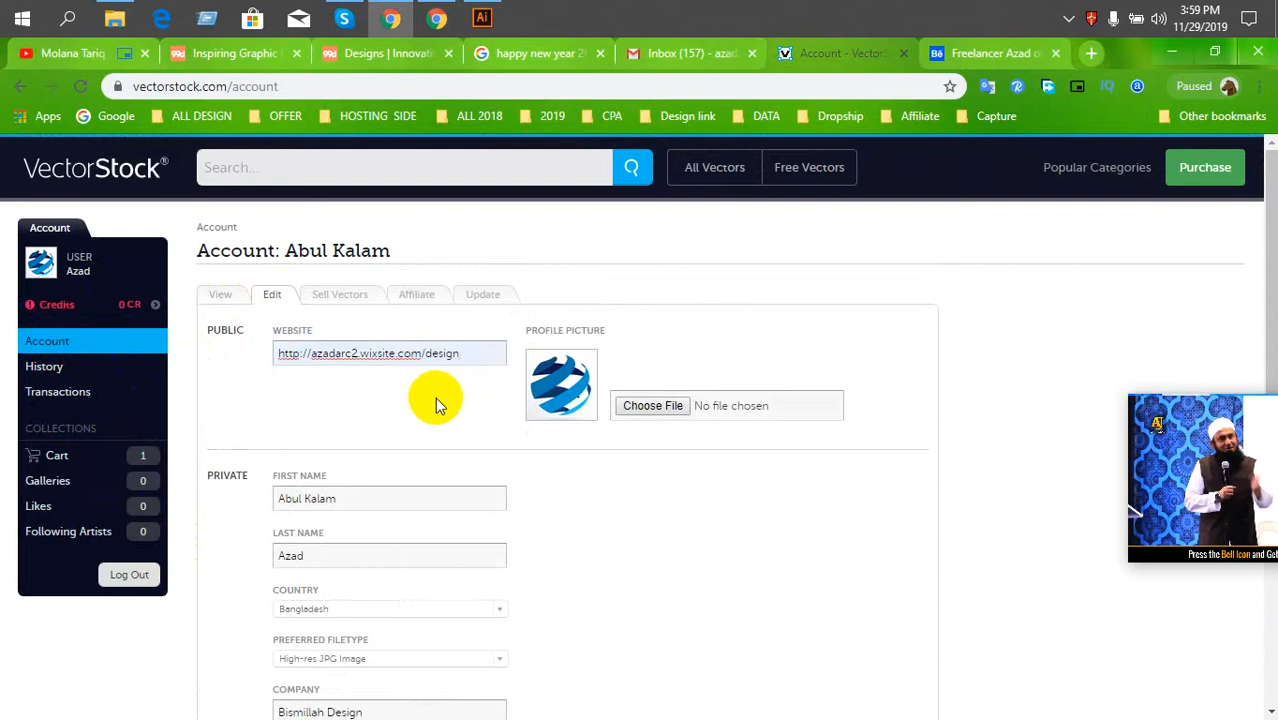 3:59 PM
11/29/2019
Molana Tariq
Inspiring Graphic
Designs | Innovate
happy new year 2
Inbox (157) - azad.
Account - VectorSt
Freelancer Azad o
vectorstock.com/account
Paused
Apps
Google
ALL DESIGN
OFFER
HOSTING SIDE
ALL 2018
2019
CPA
Design link
DATA
Dropship
Affiliate
Capture
Other bookmarks
VectorStock®
Search...
All Vectors
Free Vectors
Popular Categories
Purchase
Account
USER
Azad
Credits 0 CR
Account
History
Transactions
COLLECTIONS
Cart 1
Galleries 0
Likes 0
Following Artists 0
Log Out
Account
Account: Abul Kalam
View
Edit
Sell Vectors
Affiliate
Update
PUBLIC
WEBSITE
http://azadarc2.wixsite.com/design
PROFILE PICTURE
Choose File No file chosen
PRIVATE
FIRST NAME
Abul Kalam
LAST NAME
Azad
COUNTRY
Bangladesh
PREFERRED FILETYPE
High-res JPG Image
COMPANY
Bismillah Design
AJ
Press the Bell Icon and Get